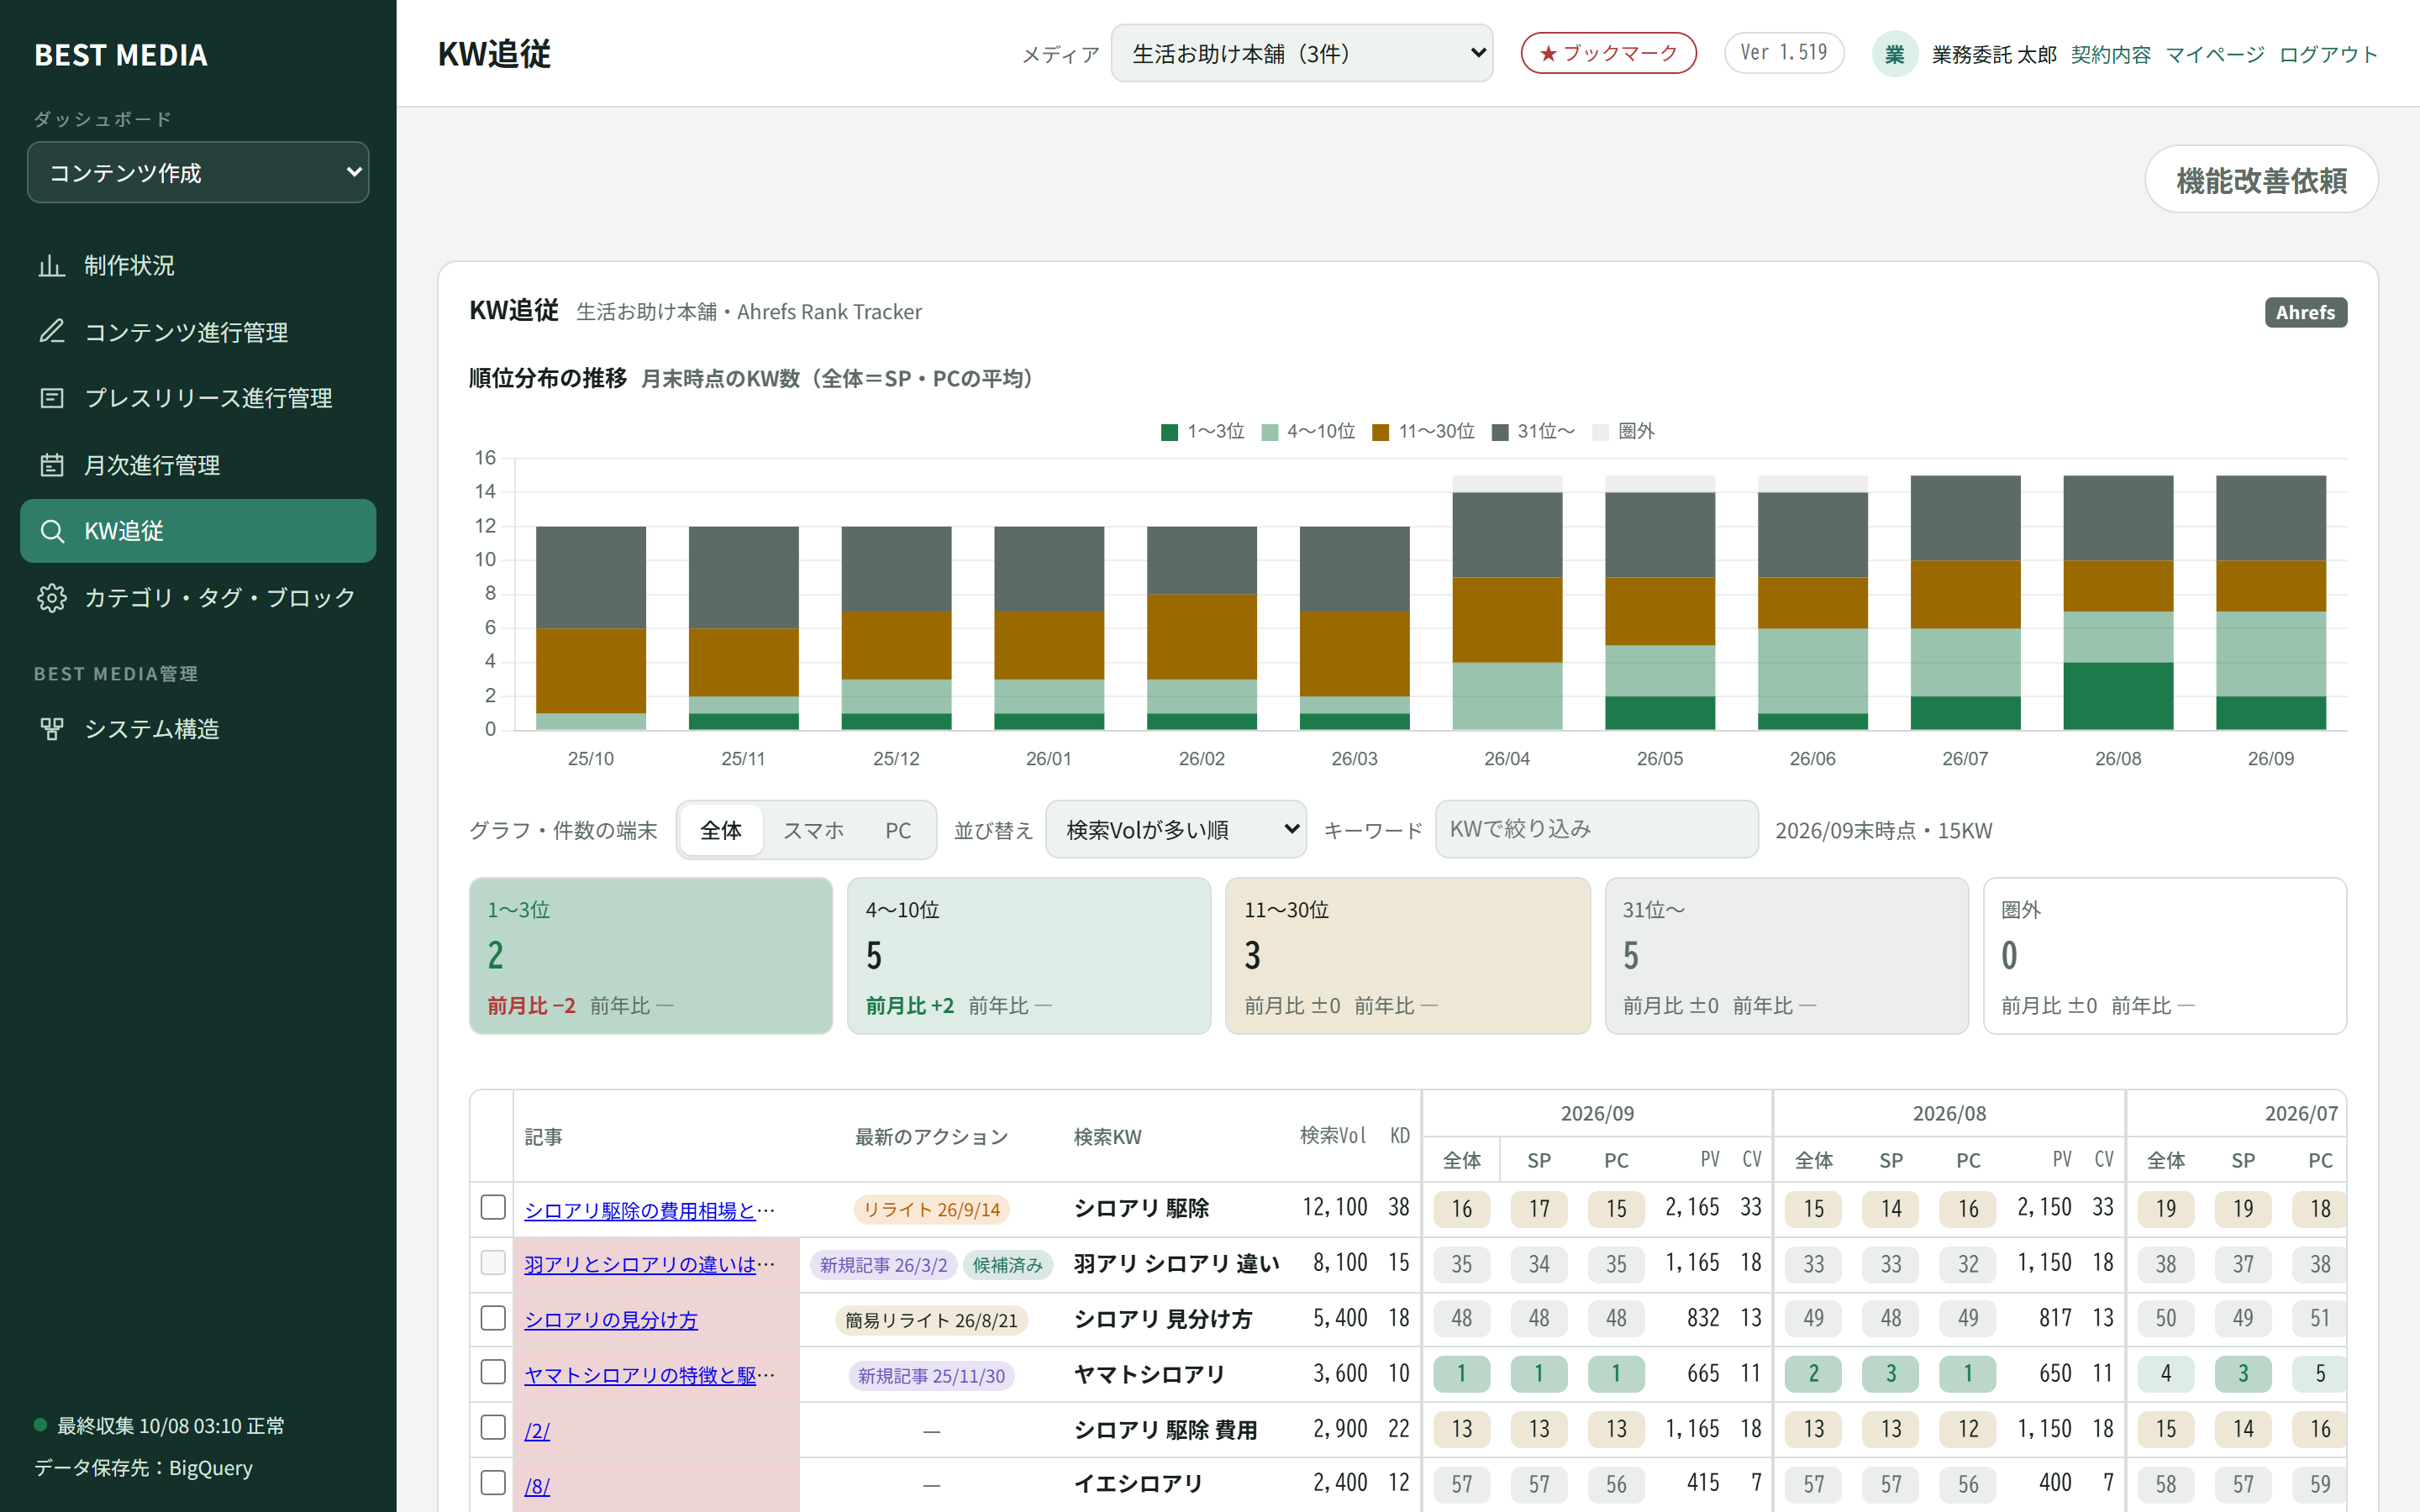 BEST MEDIA
ダッシュボード
コンテンツ作成
制作状況
コンテンツ進行管理
プレスリリース進行管理
月次進行管理
KW追従
カテゴリ・タグ・ブロック
BEST MEDIA管理
システム構造
最終収集 10/08 03:10 正常
データ保存先：BigQuery
KW追従
メディア 生活お助け本舗（3件） ★ブックマーク Ver 1.519 業 業務委託 太郎 契約内容 マイページ ログアウト
機能改善依頼
KW追従 生活お助け本舗・Ahrefs Rank Tracker Ahrefs
順位分布の推移 月末時点のKW数（全体＝SP・PCの平均）
1〜3位 4〜10位 11〜30位 31位〜 圏外
16
14
12
10
8
6
4
2
0
25/10 25/11 25/12 26/01 26/02 26/03 26/04 26/05 26/06 26/07 26/08 26/09
グラフ・件数の端末 全体 スマホ PC 並び替え 検索Volが多い順 キーワード KWで絞り込み 2026/09末時点・15KW
1〜3位
2
前月比 −2 前年比 —
4〜10位
5
前月比 +2 前年比 —
11〜30位
3
前月比 ±0 前年比 —
31位〜
5
前月比 ±0 前年比 —
圏外
0
前月比 ±0 前年比 —
記事 最新のアクション 検索KW 検索Vol KD 2026/09 2026/08 2026/07
全体 SP PC PV CV 全体 SP PC PV CV 全体 SP PC
シロアリ駆除の費用相場と… リライト 26/9/14 シロアリ 駆除 12,100 38 16 17 15 2,165 33 15 14 16 2,150 33 19 19 18
羽アリとシロアリの違いは… 新規記事 26/3/2 候補済み 羽アリ シロアリ 違い 8,100 15 35 34 35 1,165 18 33 33 32 1,150 18 38 37 38
シロアリの見分け方 簡易リライト 26/8/21 シロアリ 見分け方 5,400 18 48 48 48 832 13 49 48 49 817 13 50 49 51
ヤマトシロアリの特徴と駆… 新規記事 25/11/30 ヤマトシロアリ 3,600 10 1 1 1 665 11 2 3 1 650 11 4 3 5
/2/ — シロアリ 駆除 費用 2,900 22 13 13 13 1,165 18 13 13 12 1,150 18 15 14 16
/8/ — イエシロアリ 2,400 12 57 57 56 415 7 57 57 56 400 7 58 57 59